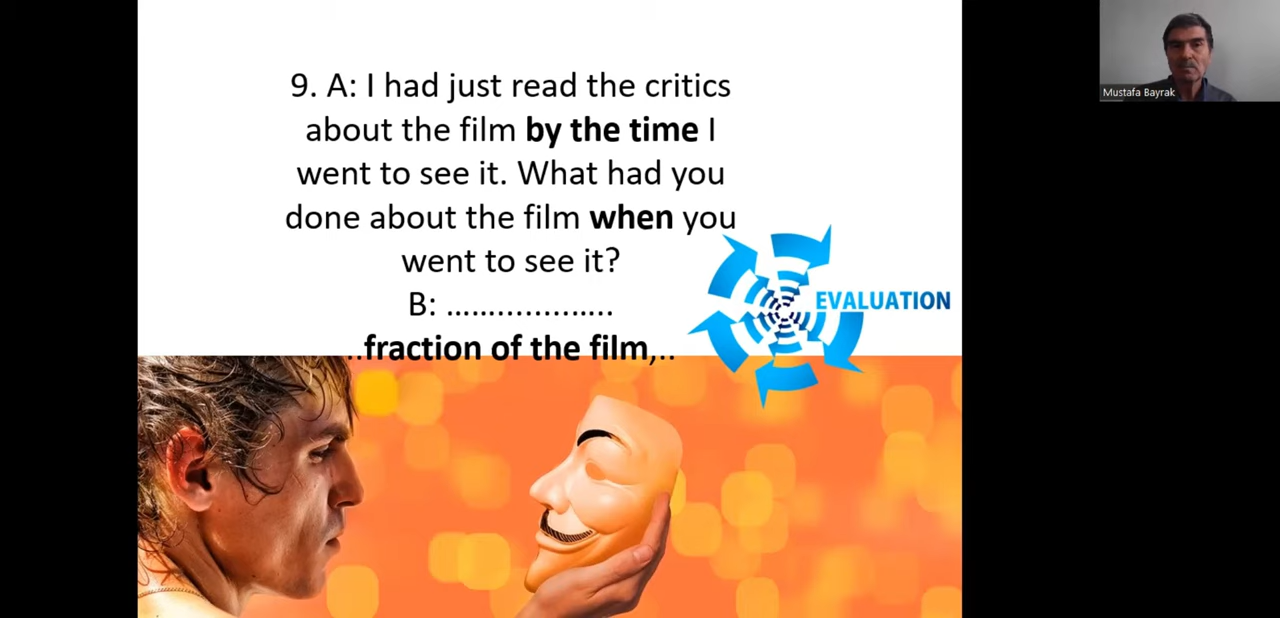 9. A: I had just read the critics
about the film by the time I
went to see it. What had you
done about the film when you
went to see it?
B: ......................
..fraction of the film,..
EVALUATION
Mustafa Bayrak